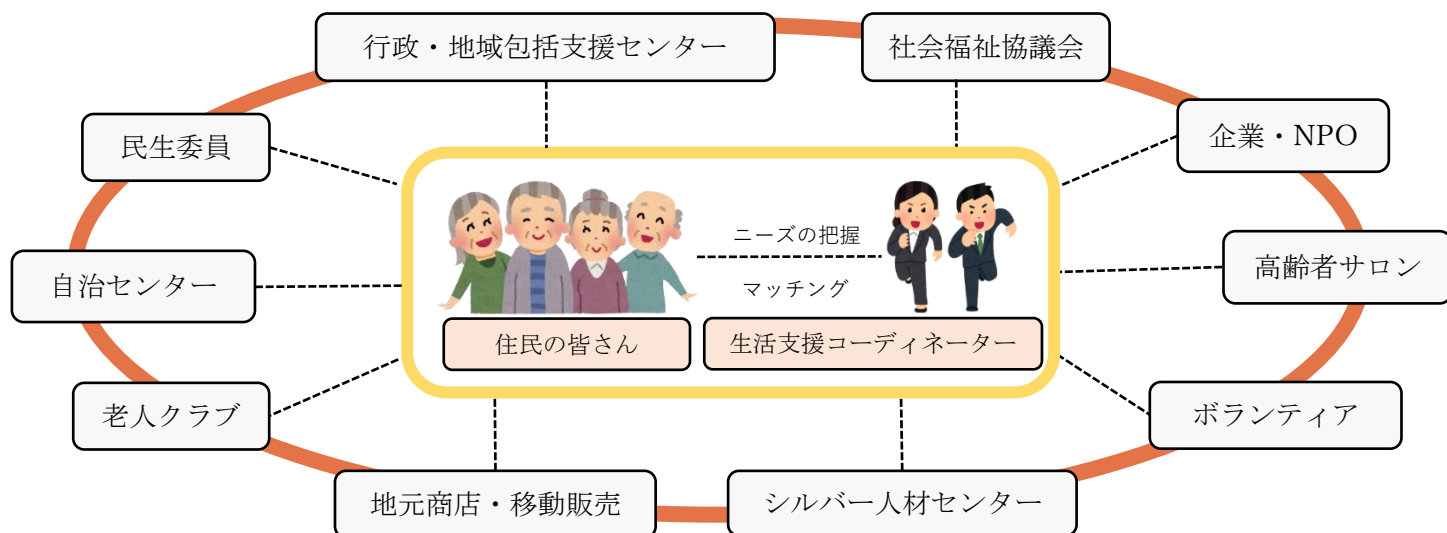 行政・地域包括支援センター
社会福祉協議会
民生委員
企業・NPO
ニーズの把握
マッチング
自治センター
高齢者サロン
住民の皆さん
生活支援コーディネーター
老人クラブ
ボランティア
地元商店・移動販売
シルバー人材センター